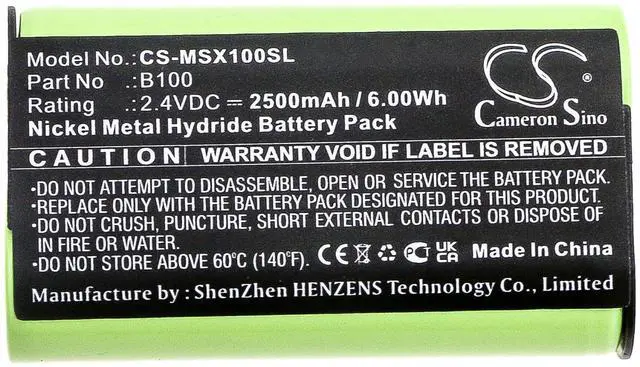 Model No.:CS-MSX100SL
Part No      :B100
Rating       :2.4VDC ⎓ 2500mAh / 6.00Wh
Nickel Metal Hydride Battery Pack
CS
Cameron Sino
CAUTION WARRANTY VOID IF LABEL IS REMOVED
•DO NOT ATTEMPT TO DISASSEMBLE, OPEN OR SERVICE THE BATTERY PACK.
•REPLACE ONLY WITH THE BATTERY PACK DESIGNATED FOR THIS PRODUCT.
•DO NOT CRUSH, PUNCTURE, SHORT EXTERNAL CONTACTS OR DISPOSE OF
IN FIRE OR WATER.
•DO NOT STORE ABOVE 60°C (140°F). CE PCT UKCA Made In China
Manufacture by : ShenZhen HENZENS Technology Co., Limited